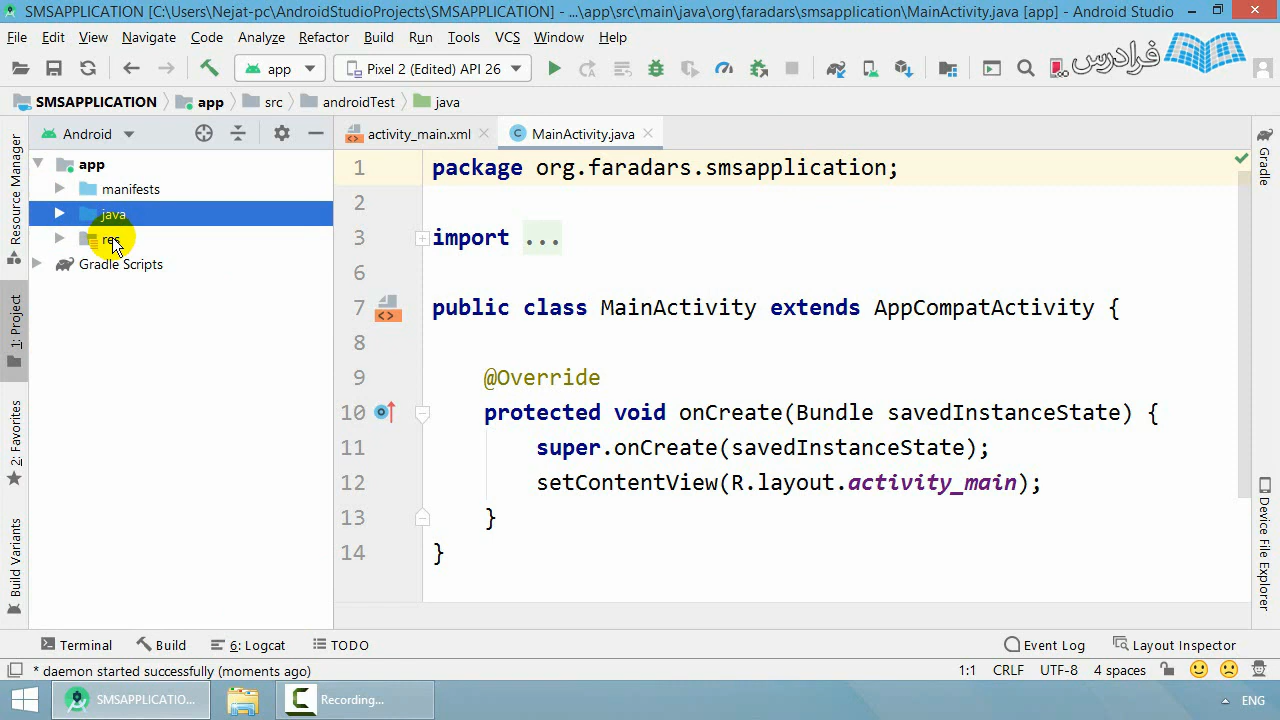 SMSAPPLICATION [C:\Users\Nejat-pc\AndroidStudioProjects\SMSAPPLICATION] - ...\app\src\main\java\org\faradars\smsapplication\MainActivity.java [app] - Android Studio
File Edit View Navigate Code Analyze Refactor Build Run Tools VCS Window Help
app Pixel 2 (Edited) API 26
فرادرس
SMSAPPLICATION app src androidTest java
Android
activity_main.xml MainActivity.java
app
manifests
java
res
Gradle Scripts
Resource Manager
1: Project
2: Favorites
Build Variants
1 package org.faradars.smsapplication;
2
3 import ...
6
7 public class MainActivity extends AppCompatActivity {
8
9 @Override
10 protected void onCreate(Bundle savedInstanceState) {
11 super.onCreate(savedInstanceState);
12 setContentView(R.layout.activity_main);
13 }
14 }
Gradle
Device File Explorer
Terminal Build 6: Logcat TODO Event Log Layout Inspector
* daemon started successfully (moments ago) 1:1 CRLF UTF-8 4 spaces
SMSAPPLICATIO... Recording... ENG